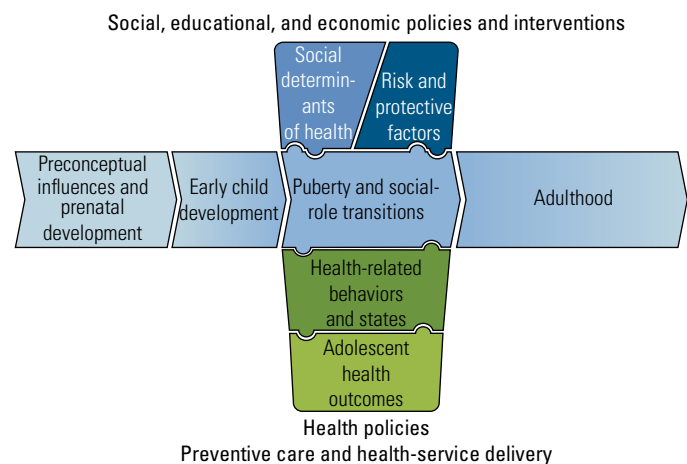 Social, educational, and economic policies and interventions
Social
determin-
ants
of health
Risk and
protective
factors
Preconceptual
influences and
prenatal
development
Early child
development
Puberty and social-
role transitions
Adulthood
Health-related
behaviors
and states
Adolescent
health
outcomes
Health policies
Preventive care and health-service delivery